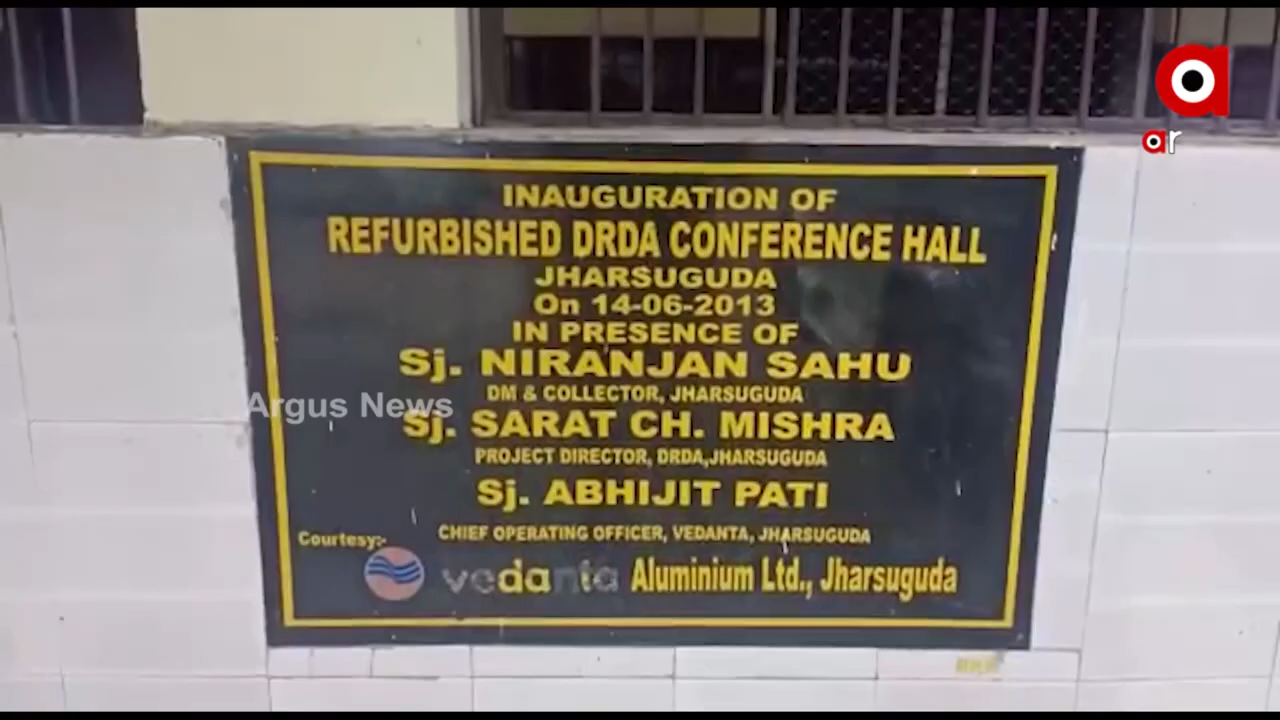 ar
INAUGURATION OF
REFURBISHED DRDA CONFERENCE HALL
JHARSUGUDA
On 14-06-2013
IN PRESENCE OF
Sj. NIRANJAN SAHU
DM & COLLECTOR, JHARSUGUDA
Argus News
Sj. SARAT CH. MISHRA
PROJECT DIRECTOR, DRDA,JHARSUGUDA
Sj. ABHIJIT PATI
CHIEF OPERATING OFFICER, VEDANTA, JHARSUGUDA
Courtesy:-
vedanta Aluminium Ltd., Jharsuguda